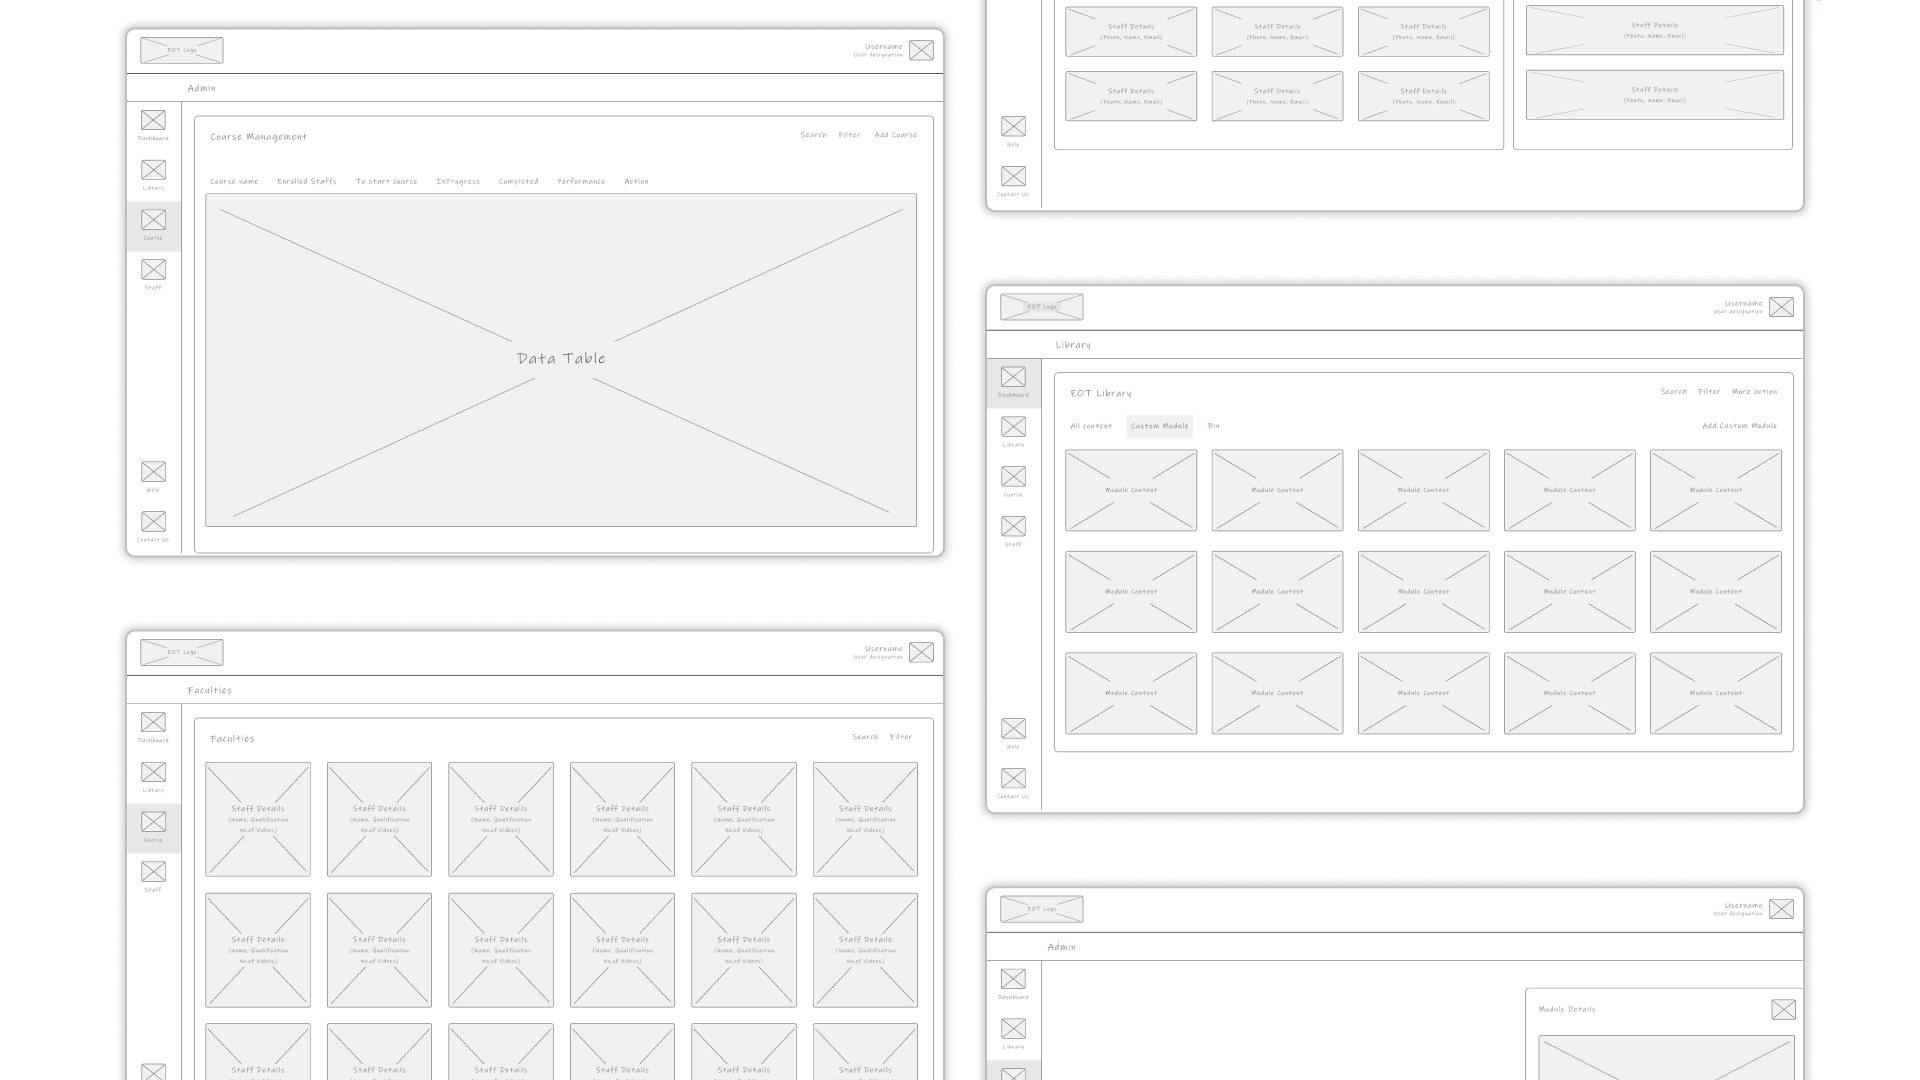 EOT Logo
Username
User designation
Admin
Dashboard
Library
Course
Staff
Help
Contact Us
Course Management
Search Filter Add Course
Course name Enrolled Staffs To start course InProgress Completed Performance Action
Data Table
EOT Logo
Username
User designation
Faculties
Dashboard
Library
Course
Staff
Faculties
Search Filter
Staff Details Staff Details Staff Details Staff Details Staff Details Staff Details
(Name, Qualification (Name, Qualification (Name, Qualification (Name, Qualification (Name, Qualification (Name, Qualification
No.of Videos) No.of Videos) No.of Videos) No.of Videos) No.of Videos) No.of Videos)
Staff Details Staff Details Staff Details Staff Details Staff Details Staff Details
(Name, Qualification (Name, Qualification (Name, Qualification (Name, Qualification (Name, Qualification (Name, Qualification
No.of Videos) No.of Videos) No.of Videos) No.of Videos) No.of Videos) No.of Videos)
Staff Details Staff Details Staff Details Staff Details Staff Details Staff Details
Staff Details Staff Details Staff Details Staff Details
(Photo, Name, Email) (Photo, Name, Email) (Photo, Name, Email) (Photo, Name, Email)
Staff Details Staff Details Staff Details Staff Details
(Photo, Name, Email) (Photo, Name, Email) (Photo, Name, Email) (Photo, Name, Email)
Help
Contact Us
EOT Logo
Username
User designation
Library
Dashboard
Library
Course
Staff
Help
Contact Us
EOT Library
Search Filter More action
All content Custom Module Bin Add Custom Module
Module Content Module Content Module Content Module Content Module Content
Module Content Module Content Module Content Module Content Module Content
Module Content Module Content Module Content Module Content Module Content
EOT Logo
Username
User designation
Admin
Dashboard
Library
Module Details